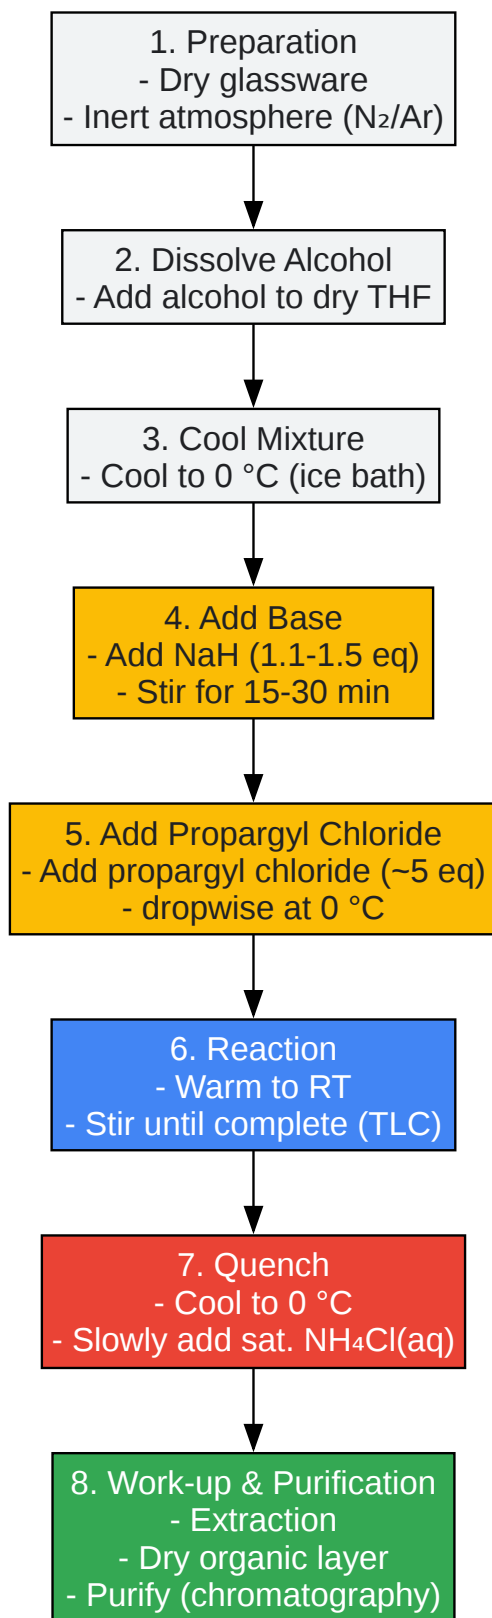 1. Preparation
- Dry glassware
- Inert atmosphere (N₂/Ar)
2. Dissolve Alcohol
- Add alcohol to dry THF
3. Cool Mixture
- Cool to 0 °C (ice bath)
4. Add Base
- Add NaH (1.1-1.5 eq)
- Stir for 15-30 min
5. Add Propargyl Chloride
- Add propargyl chloride (~5 eq)
- dropwise at 0 °C
6. Reaction
- Warm to RT
- Stir until complete (TLC)
7. Quench
- Cool to 0 °C
- Slowly add sat. NH₄Cl(aq)
8. Work-up & Purification
- Extraction
- Dry organic layer
- Purify (chromatography)